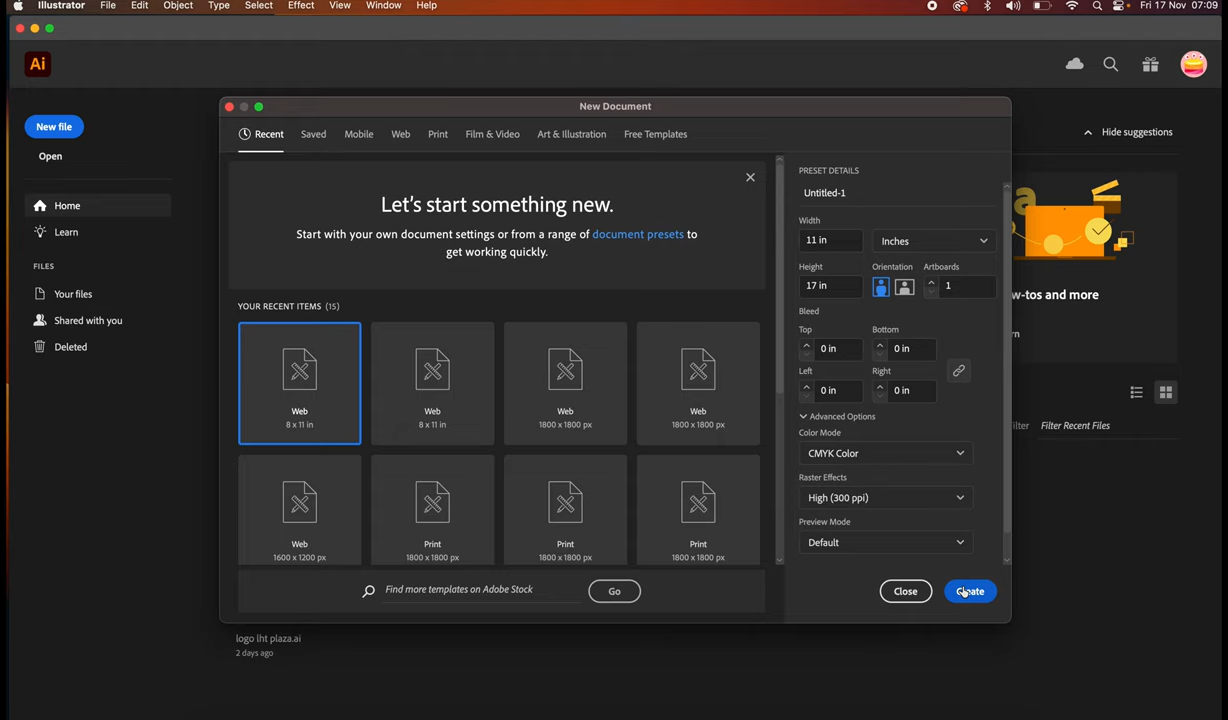 Illustrator File Edit Object Type Select Effect View Window Help Fri 17 Nov 07:09
Ai
New file
Open
Home
Learn
FILES
Your files
Shared with you
Deleted
New Document
Recent Saved Mobile Web Print Film & Video Art & Illustration Free Templates
Let's start something new.
Start with your own document settings or from a range of document presets to
get working quickly.
YOUR RECENT ITEMS (15)
Web
8 x 11 in
Web
8 x 11 in
Web
1800 x 1800 px
Web
1800 x 1800 px
Web
1600 x 1200 px
Print
1800 x 1800 px
Print
1800 x 1800 px
Print
1800 x 1800 px
Find more templates on Adobe Stock
Go
PRESET DETAILS
Untitled-1
Width
11 in Inches
Height Orientation Artboards
17 in 1
Bleed
Top Bottom
0 in 0 in
Left Right
0 in 0 in
Advanced Options
Color Mode
CMYK Color
Raster Effects
High (300 ppi)
Preview Mode
Default
Close Create
Hide suggestions
w-tos and more
rn
ilter Filter Recent Files
logo lht plaza.ai
2 days ago